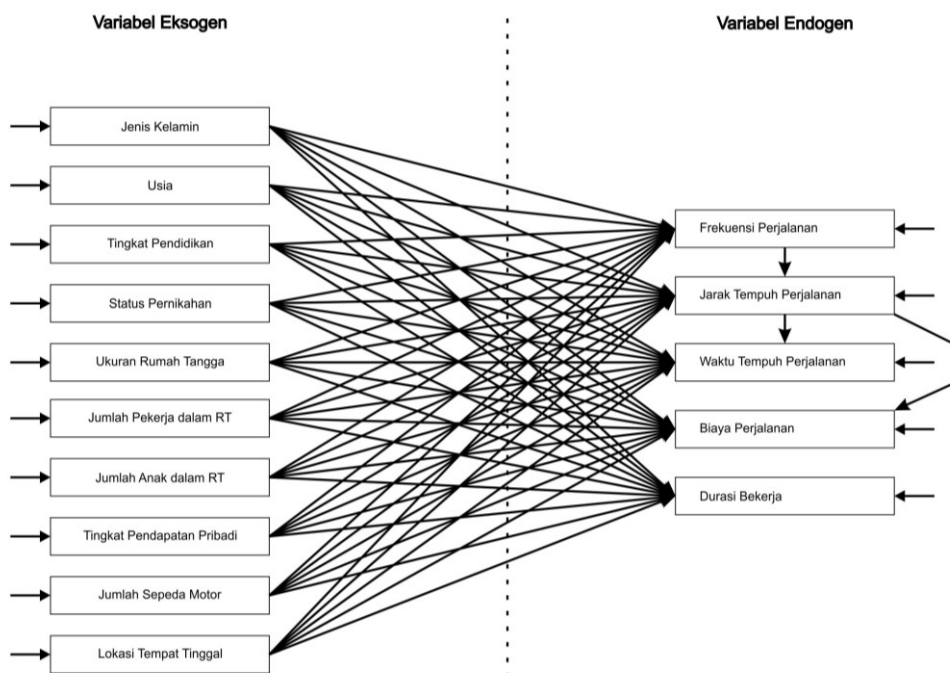 Variabel Eksogen
Variabel Endogen
Jenis Kelamin
Usia
Tingkat Pendidikan
Status Pernikahan
Ukuran Rumah Tangga
Jumlah Pekerja dalam RT
Jumlah Anak dalam RT
Tingkat Pendapatan Pribadi
Jumlah Sepeda Motor
Lokasi Tempat Tinggal
Frekuensi Perjalanan
Jarak Tempuh Perjalanan
Waktu Tempuh Perjalanan
Biaya Perjalanan
Durasi Bekerja